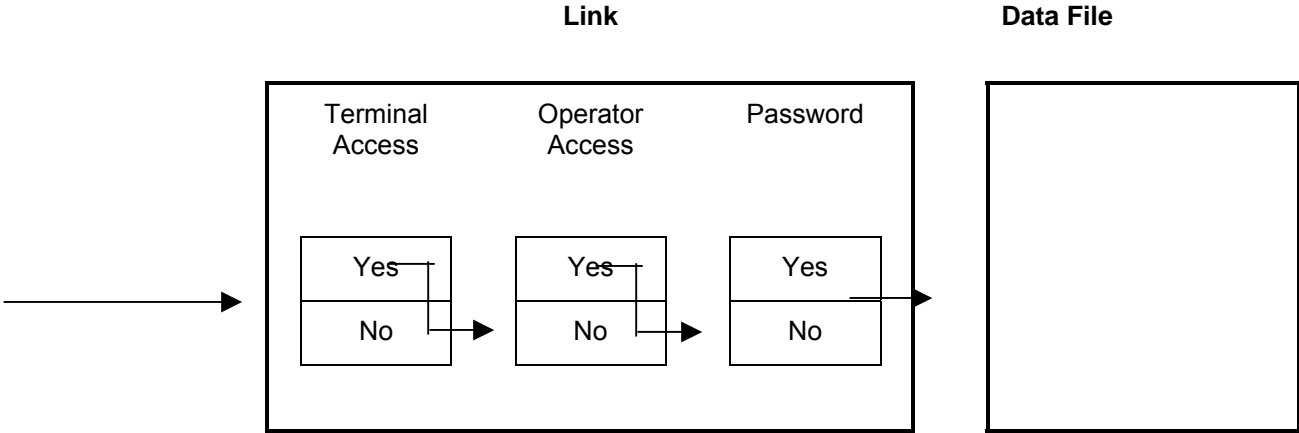 Link
Data File
Terminal
Access
Operator
Access
Password
Yes
No
Yes
No
Yes
No